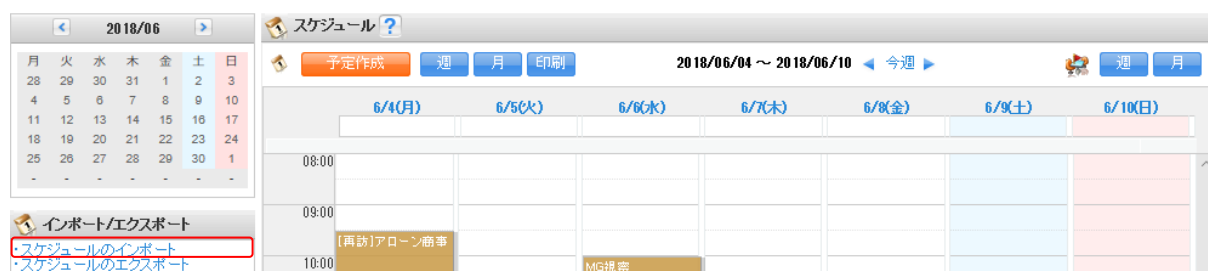 2018/06
月 火 水 木 金 土 日
28 29 30 31 1 2 3
4 5 6 7 8 9 10
11 12 13 14 15 16 17
18 19 20 21 22 23 24
25 26 27 28 29 30 1
- - - - - - -
インポート/エクスポート
・スケジュールのインポート
・スケジュールのエクスポート
スケジュール ?
予定作成 週 月 印刷 2018/06/04 ～ 2018/06/10 ◀ 今週 ▶ 週 月
6/4(月) 6/5(火) 6/6(水) 6/7(木) 6/8(金) 6/9(土) 6/10(日)
08:00
09:00
[再訪]アローン商事
10:00
MG視察